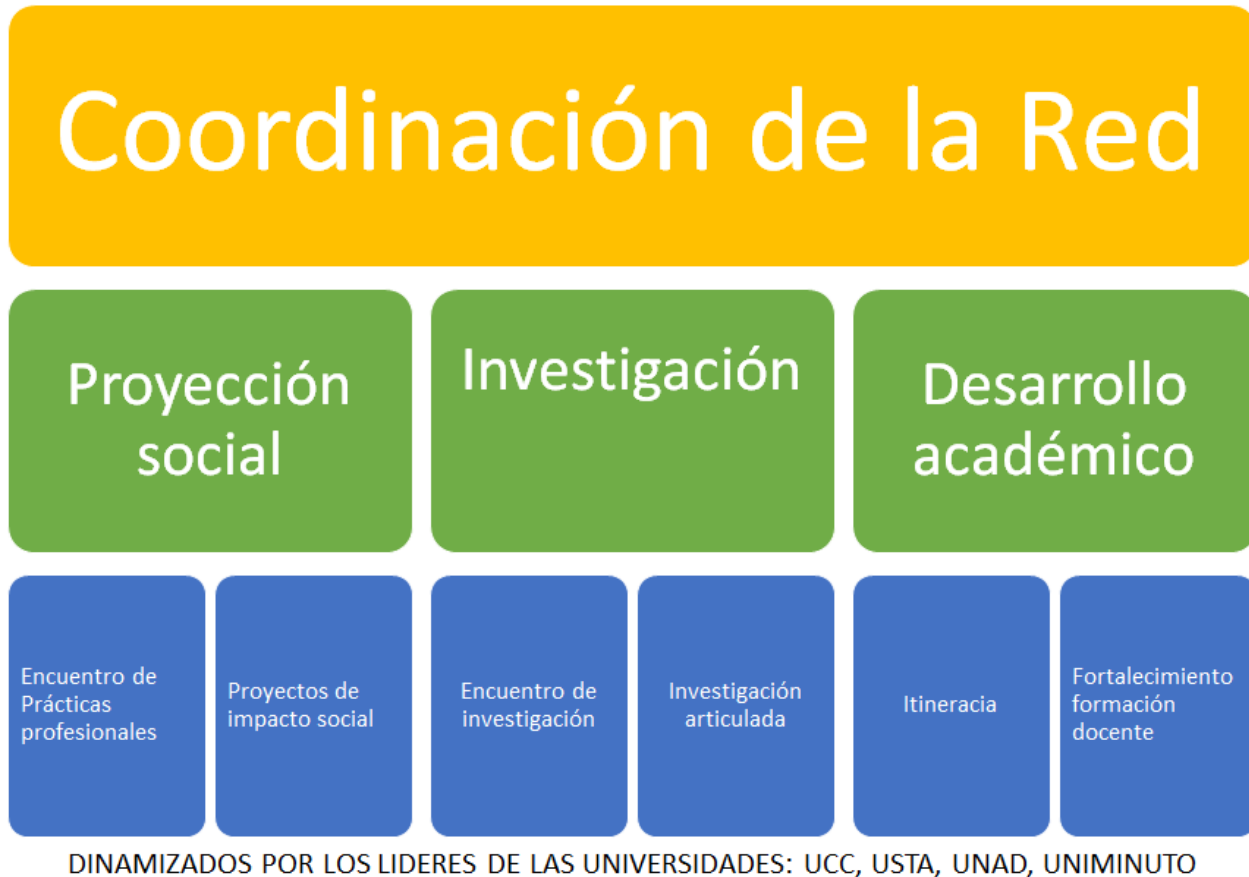 Coordinación de la Red
Proyección
social
Investigación
Desarrollo
académico
Encuentro de
Prácticas
profesionales
Proyectos de
impacto social
Encuentro de
investigación
Investigación
articulada
Itineracia
Fortalecimiento
formación
docente
DINAMIZADOS POR LOS LIDERES DE LAS UNIVERSIDADES: UCC, USTA, UNAD, UNIMINUTO